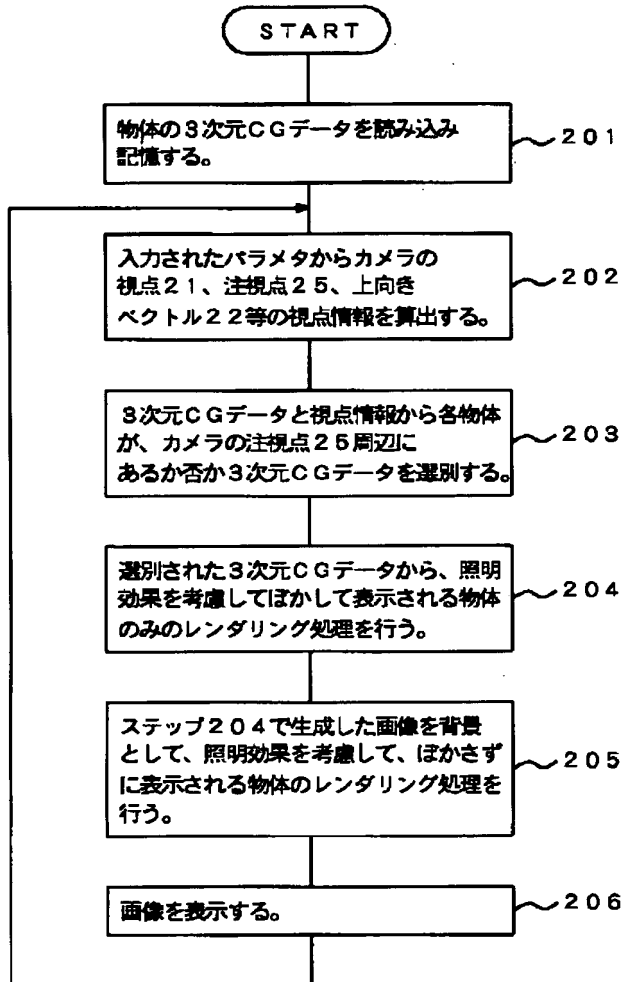 START
物体の3次元CGデータを読み込み
記憶する。
201
入力されたパラメタからカメラの
視点21、注視点25、上向き
ベクトル22等の視点情報を算出する。
202
3次元CGデータと視点情報から各物体
が、カメラの注視点25周辺に
あるか否か3次元CGデータを選別する。
203
選別された3次元CGデータから、照明
効果を考慮してぼかして表示される物体
のみのレンダリング処理を行う。
204
ステップ204で生成した画像を背景
として、照明効果を考慮して、ぼかさず
に表示される物体のレンダリング処理を
行う。
205
画像を表示する。
206